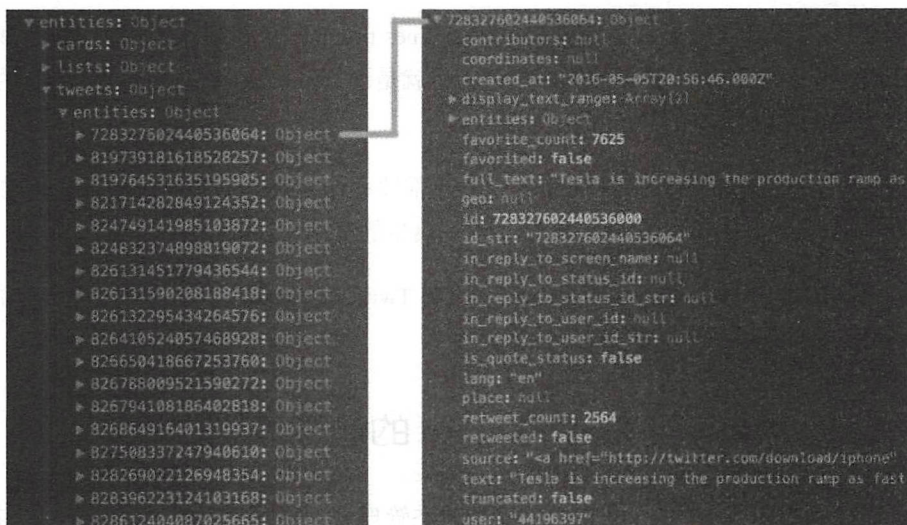 ▼ entities: Object
▶ cards: Object
▶ lists: Object
▼ tweets: Object
▼ entities: Object
▶ 728327602440536064: Object
▶ 819739181618528257: Object
▶ 819764531635195905: Object
▶ 821714282849124352: Object
▶ 824749141985103872: Object
▶ 824832374898819072: Object
▶ 826131451779436544: Object
▶ 826131590208188418: Object
▶ 826132295434264576: Object
▶ 826410524057468928: Object
▶ 826650418667253760: Object
▶ 826788009521590272: Object
▶ 826794108186402818: Object
▶ 826864916401319937: Object
▶ 827508337247940610: Object
▶ 828269022126948354: Object
▶ 828396223124103168: Object
▶ 828612404087025665: Object
▼ 728327602440536064: Object
contributors: null
coordinates: null
created_at: "2016-05-05T20:56:46.000Z"
▶ display_text_range: Array[2]
▶ entities: Object
favorite_count: 7625
favorited: false
full_text: "Tesla is increasing the production ramp as
geo: null
id: 728327602440536000
id_str: "728327602440536064"
in_reply_to_screen_name: null
in_reply_to_status_id: null
in_reply_to_status_id_str: null
in_reply_to_user_id: null
in_reply_to_user_id_str: null
is_quote_status: false
lang: "en"
place: null
retweet_count: 2564
retweeted: false
source: "<a href="http://twitter.com/download/iphone"
text: "Tesla is increasing the production ramp as fast
truncated: false
user: "44196397"